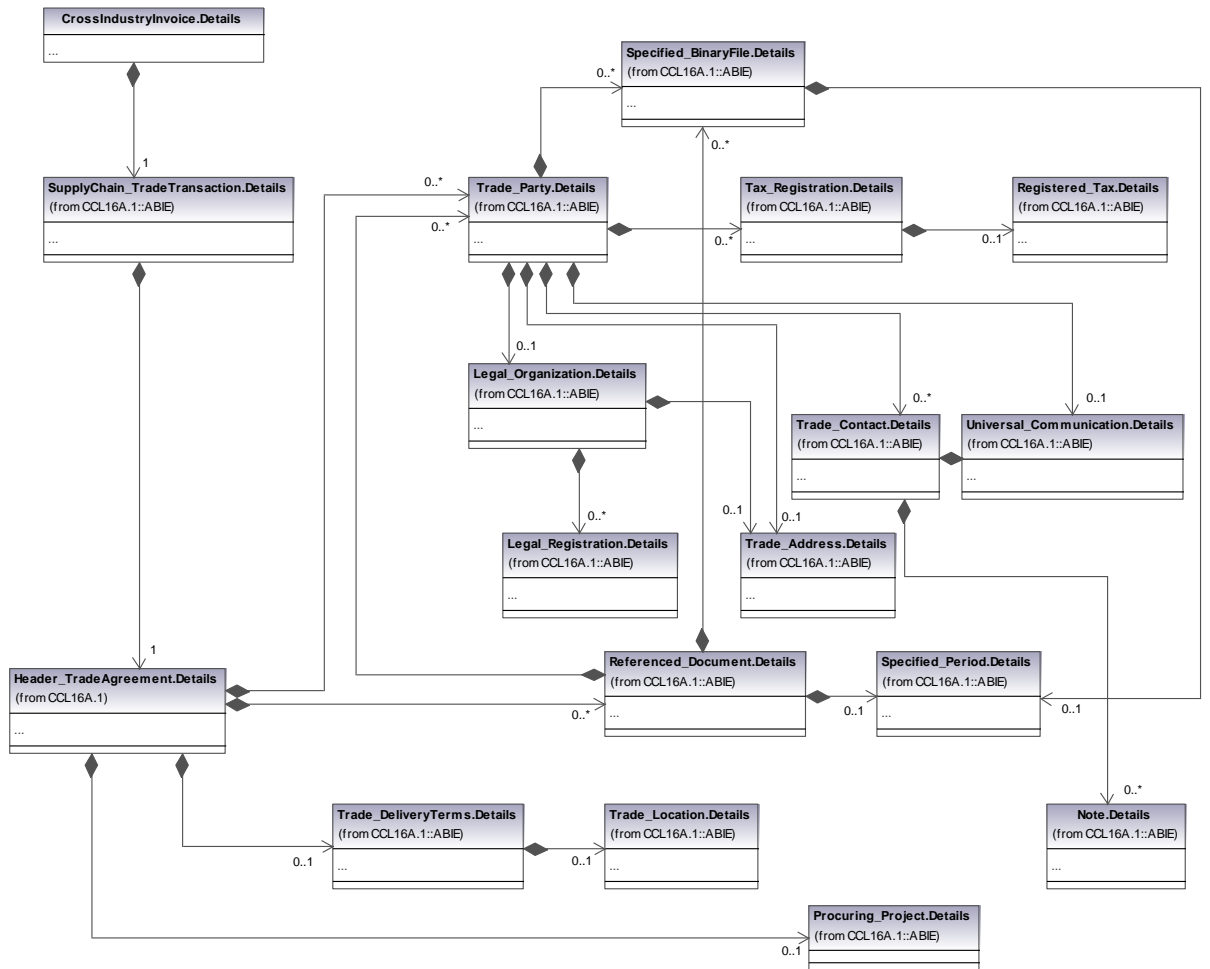 CrossIndustryInvoice.Details
...
Specified_BinaryFile.Details
(from CCL16A.1::ABIE)
...
0..*
0..*
1
SupplyChain_TradeTransaction.Details
(from CCL16A.1::ABIE)
...
0..*
0..*
Trade_Party.Details
(from CCL16A.1::ABIE)
...
0..*
Tax_Registration.Details
(from CCL16A.1::ABIE)
...
0..1
Registered_Tax.Details
(from CCL16A.1::ABIE)
...
0..1
Legal_Organization.Details
(from CCL16A.1::ABIE)
...
0..*
0..1
Trade_Contact.Details
(from CCL16A.1::ABIE)
...
Universal_Communication.Details
(from CCL16A.1::ABIE)
...
0..*
0..1
0..1
Legal_Registration.Details
(from CCL16A.1::ABIE)
...
Trade_Address.Details
(from CCL16A.1::ABIE)
...
1
Header_TradeAgreement.Details
(from CCL16A.1)
...
0..*
Referenced_Document.Details
(from CCL16A.1::ABIE)
...
0..1
Specified_Period.Details
(from CCL16A.1::ABIE)
...
0..1
0..*
Trade_DeliveryTerms.Details
(from CCL16A.1::ABIE)
...
0..1
Trade_Location.Details
(from CCL16A.1::ABIE)
...
0..1
Note.Details
(from CCL16A.1::ABIE)
...
Procuring_Project.Details
(from CCL16A.1::ABIE)
0..1